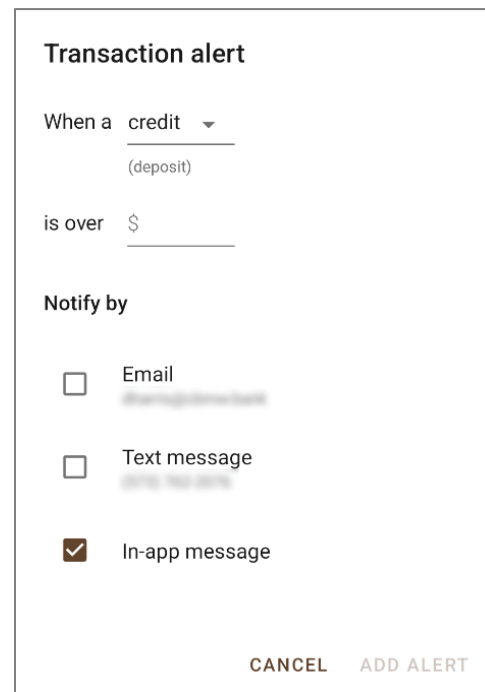 Transaction alert
When a credit
(deposit)
is over $
Notify by
Email
Text message
In-app message
CANCEL ADD ALERT